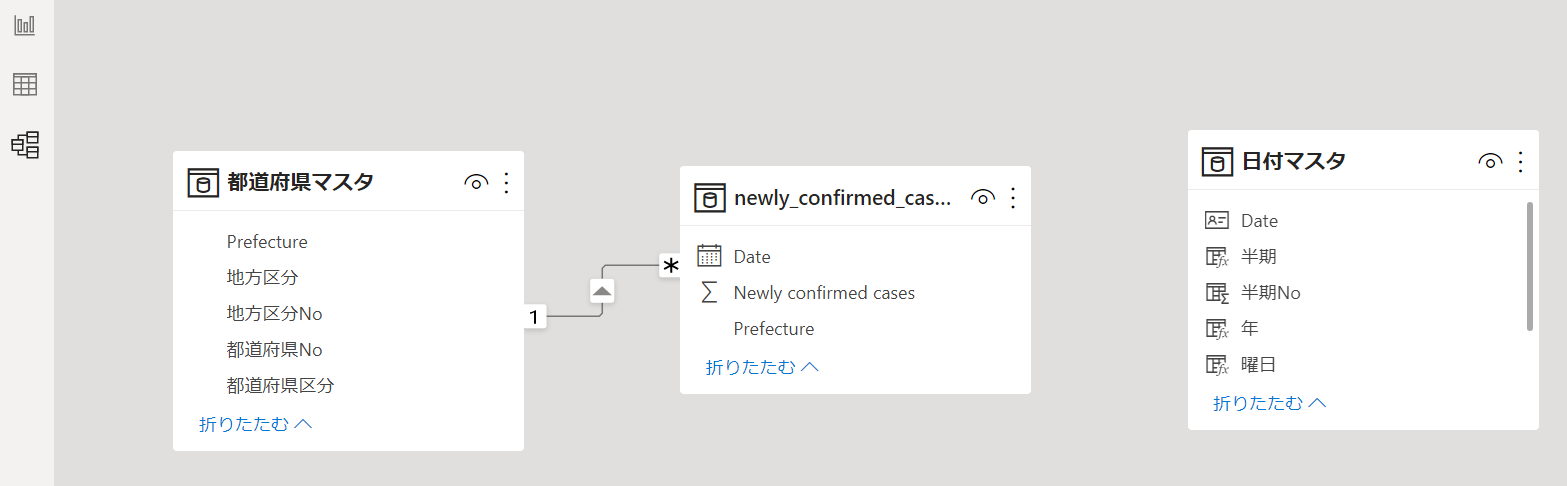 都道府県マスタ
Prefecture
地方区分
地方区分No
都道府県No
都道府県区分
折りたたむ
1
*
newly_confirmed_cas...
Date
Newly confirmed cases
Prefecture
折りたたむ
日付マスタ
Date
半期
半期No
年
曜日
折りたたむ